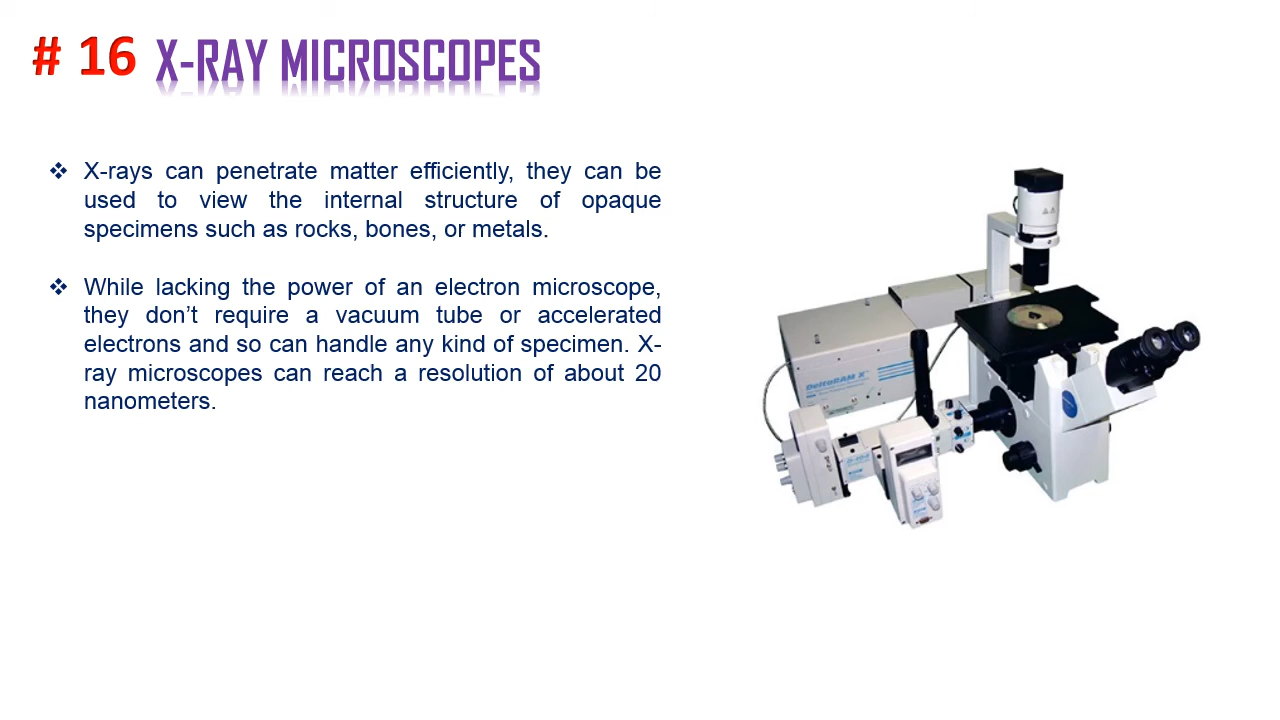 # 16 X-RAY MICROSCOPES
❖ X-rays can penetrate matter efficiently, they can be
used to view the internal structure of opaque
specimens such as rocks, bones, or metals.
❖ While lacking the power of an electron microscope,
they don’t require a vacuum tube or accelerated
electrons and so can handle any kind of specimen. X-
ray microscopes can reach a resolution of about 20
nanometers.
DeltaRAM X